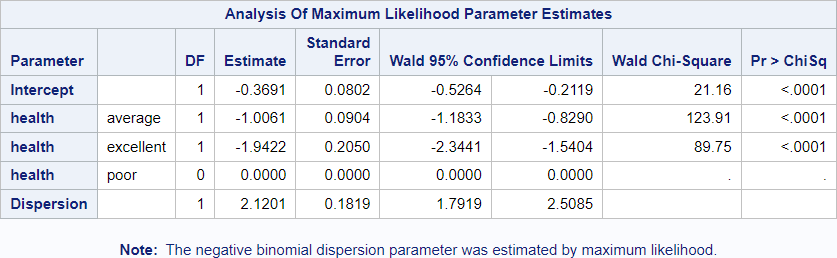 Analysis Of Maximum Likelihood Parameter Estimates
Parameter DF Estimate Standard Error Wald 95% Confidence Limits Wald Chi-Square Pr > ChiSq
Intercept 1 -0.3691 0.0802 -0.5264 -0.2119 21.16 <.0001
health average 1 -1.0061 0.0904 -1.1833 -0.8290 123.91 <.0001
health excellent 1 -1.9422 0.2050 -2.3441 -1.5404 89.75 <.0001
health poor 0 0.0000 0.0000 0.0000 0.0000 . .
Dispersion 1 2.1201 0.1819 1.7919 2.5085
Note: The negative binomial dispersion parameter was estimated by maximum likelihood.